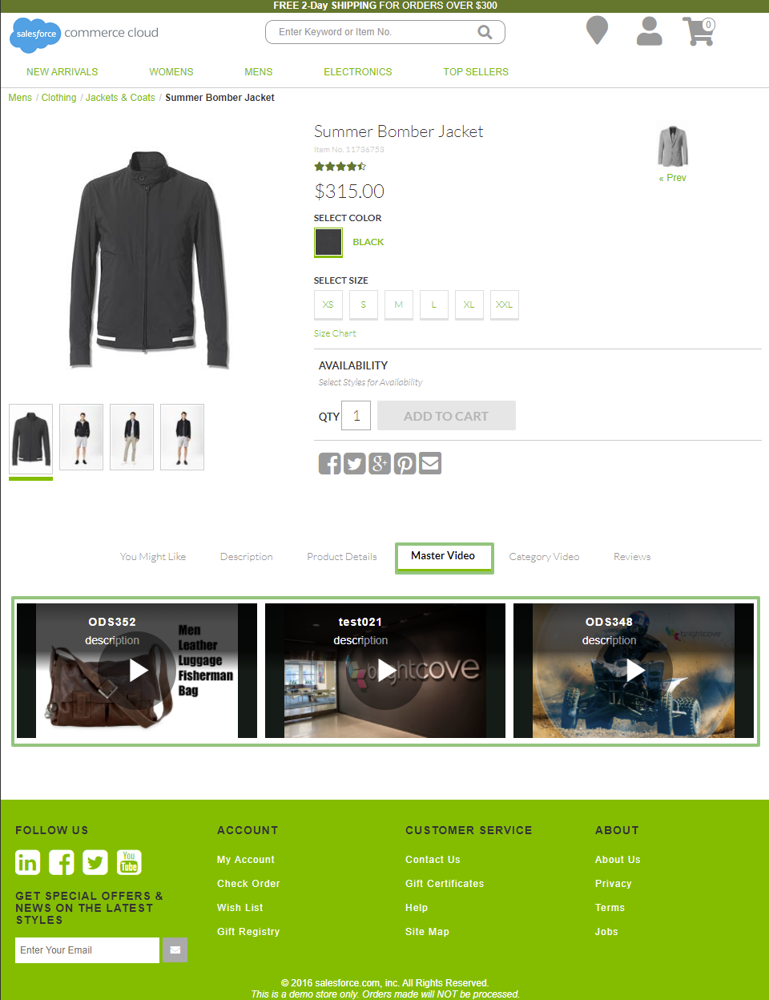 FREE 2-Day SHIPPING FOR ORDERS OVER $300
salesforce commerce cloud
Enter Keyword or Item No.
0
NEW ARRIVALS WOMENS MENS ELECTRONICS TOP SELLERS
Mens / Clothing / Jackets & Coats / Summer Bomber Jacket
Summer Bomber Jacket
Item No. 11736753
« Prev
$315.00
SELECT COLOR
BLACK
SELECT SIZE
XS S M L XL XXL
Size Chart
AVAILABILITY
Select Styles for Availability
QTY 1 ADD TO CART
You Might Like Description Product Details Master Video Category Video Reviews
ODS352
description
Men
Leather
Luggage
Fisherman
Bag
test021
description
brightcove
ODS348
description
brightcove
FOLLOW US
You
Tube
GET SPECIAL OFFERS &
NEWS ON THE LATEST
STYLES
Enter Your Email
ACCOUNT
My Account
Check Order
Wish List
Gift Registry
CUSTOMER SERVICE
Contact Us
Gift Certificates
Help
Site Map
ABOUT
About Us
Privacy
Terms
Jobs
© 2016 salesforce.com, inc. All Rights Reserved.
This is a demo store only. Orders made will NOT be processed.